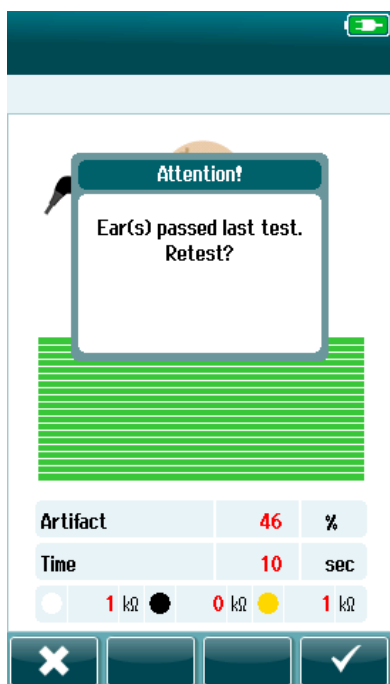 Attention!
Ear(s) passed last test.
Retest?
Artifact 46 %
Time 10 sec
1 kΩ 0 kΩ 1 kΩ